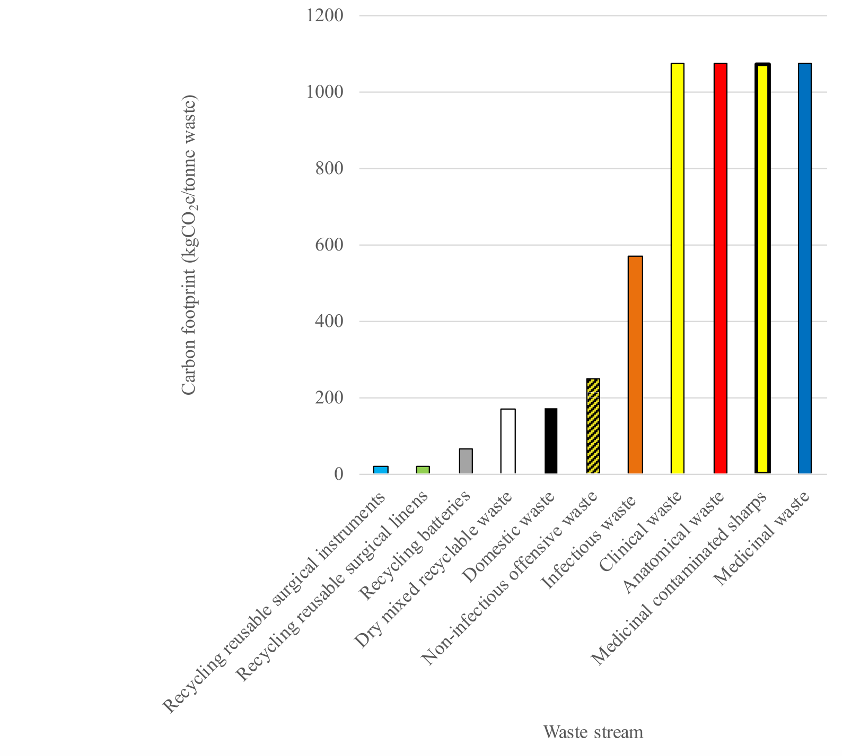 1200
1000
800
600
400
200
0
Carbon footprint (kgCO₂e/tonne waste)
Recycling reusable surgical instruments
Recycling reusable surgical linens
Recycling batteries
Dry mixed recyclable waste
Domestic waste
Non-infectious offensive waste
Infectious waste
Clinical waste
Anatomical waste
Medicinal contaminated sharps
Medicinal waste
Waste stream